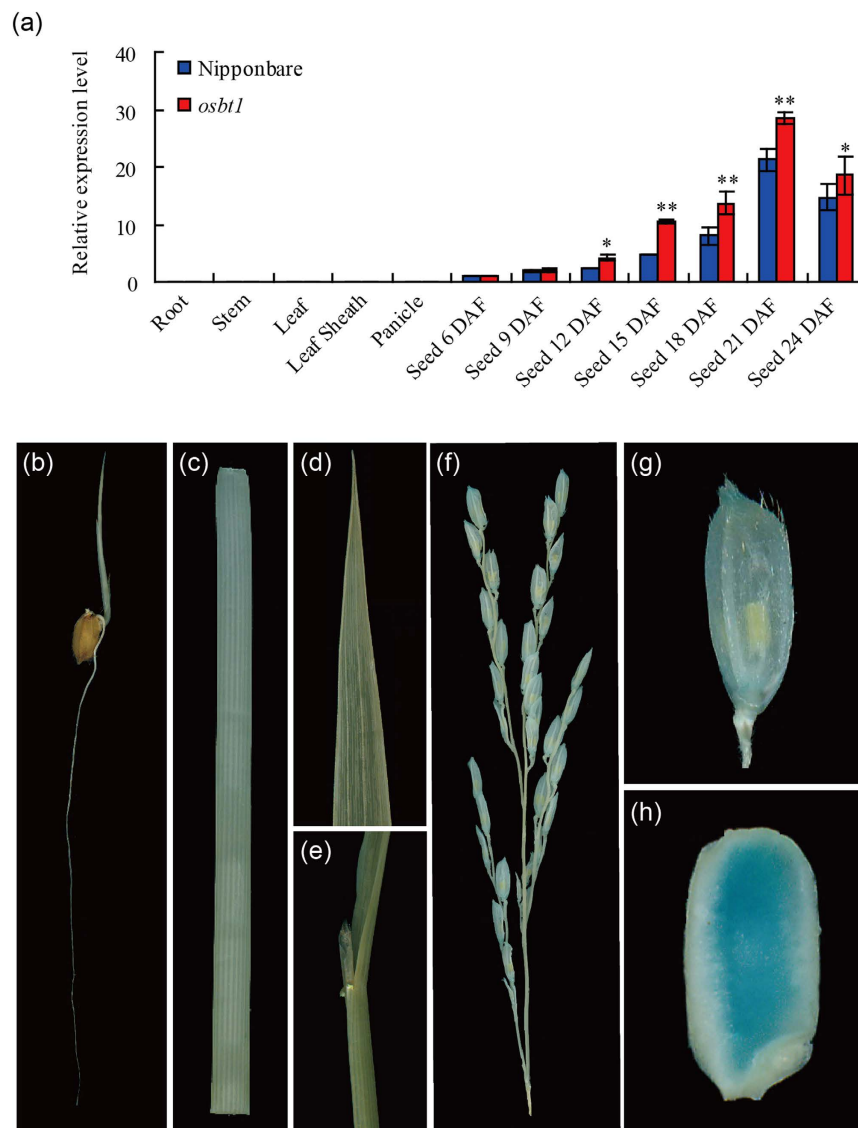 (a)
40
30
20
10
0
Relative expression level
Nipponbare
osbt1
*
**
**
**
*
Root
Stem
Leaf
Leaf Sheath
Panicle
Seed 6 DAF
Seed 9 DAF
Seed 12 DAF
Seed 15 DAF
Seed 18 DAF
Seed 21 DAF
Seed 24 DAF
(b)
(c)
(d)
(e)
(f)
(g)
(h)